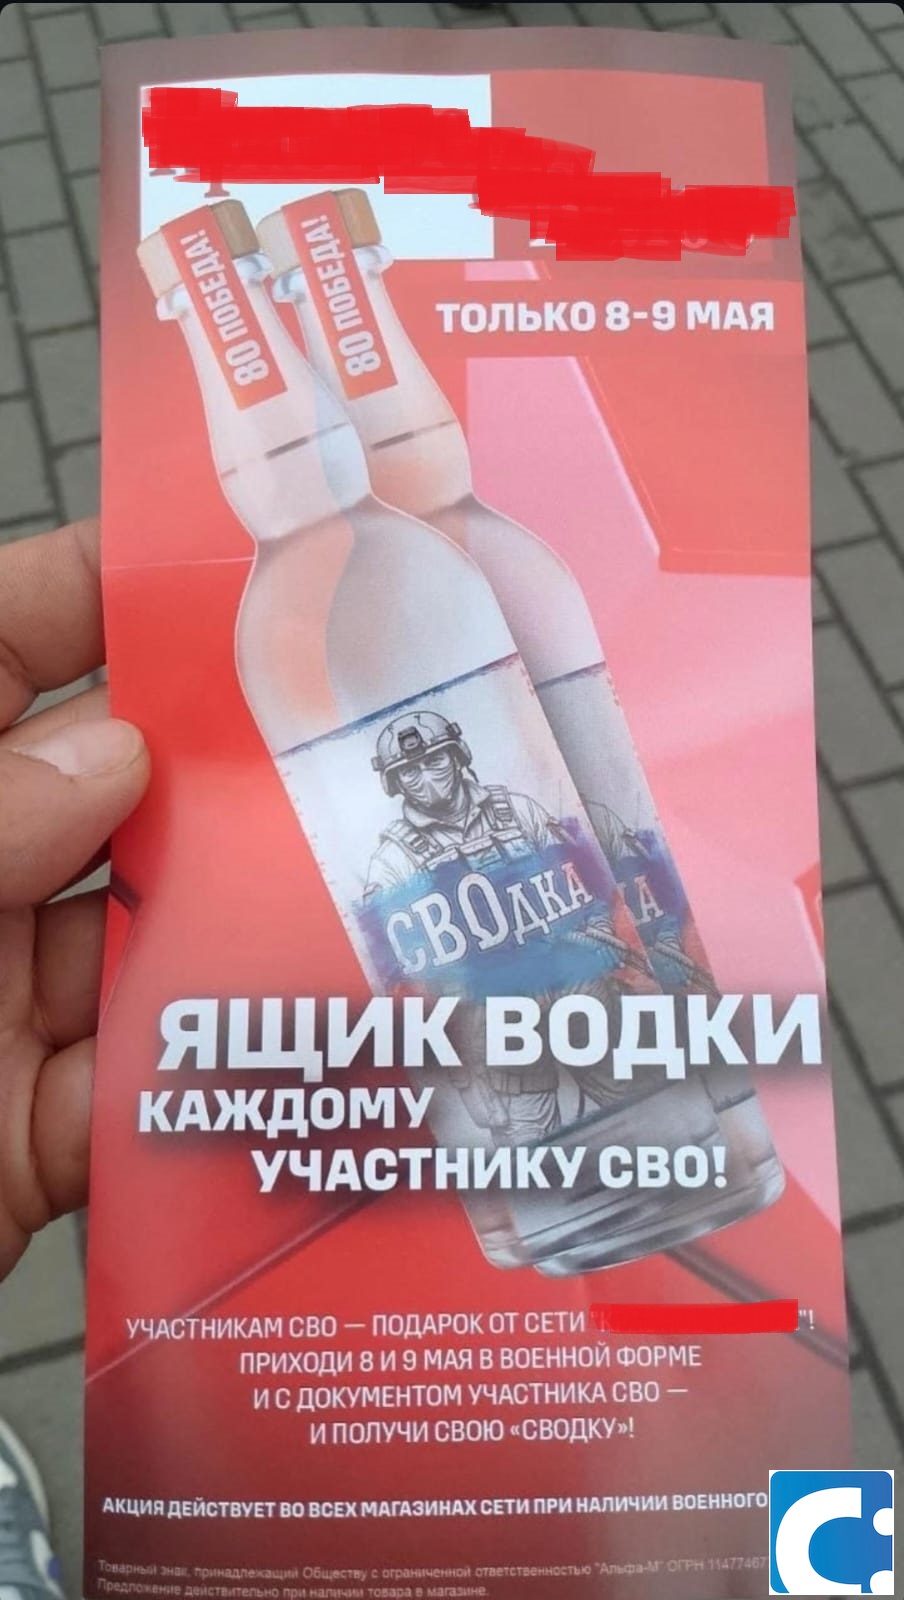 80 ПОБЕДА!
80 ПОБЕДА!
ТОЛЬКО 8-9 МАЯ
СВОДКА
КА
ЯЩИК ВОДКИ
КАЖДОМУ
УЧАСТНИКУ СВО!
УЧАСТНИКАМ СВО — ПОДАРОК ОТ СЕТИ "К "!
ПРИХОДИ 8 И 9 МАЯ В ВОЕННОЙ ФОРМЕ
И С ДОКУМЕНТОМ УЧАСТНИКА СВО —
И ПОЛУЧИ СВОЮ «СВОДКУ»!
АКЦИЯ ДЕЙСТВУЕТ ВО ВСЕХ МАГАЗИНАХ СЕТИ ПРИ НАЛИЧИИ ВОЕННОГО
Товарный знак, принадлежащий Обществу с ограниченной ответственностью "Альфа-М" ОГРН 1147746
Предложение действительно при наличии товара в магазине.